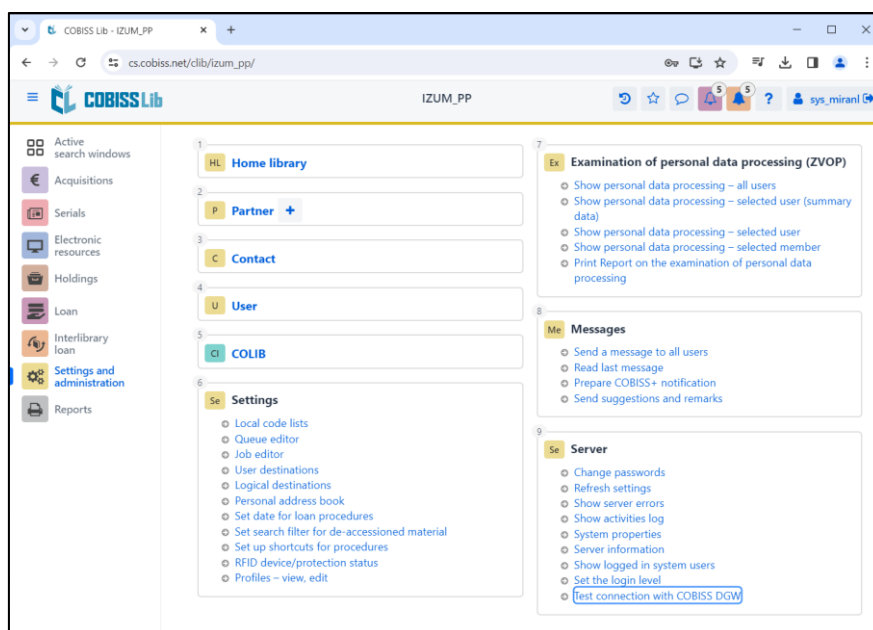 COBISS Lib - IZUM_PP
cs.cobiss.net/clib/izum_pp/
COBISS Lib
IZUM_PP
5
5
?
sys_miranl
Active
search windows
€
Acquisitions
Serials
Electronic
resources
Holdings
Loan
Interlibrary
loan
Settings and
administration
Reports
1
HL Home library
2
P Partner +
3
C Contact
4
U User
5
CI COLIB
6
Se Settings
Local code lists
Queue editor
Job editor
User destinations
Logical destinations
Personal address book
Set date for loan procedures
Set search filter for de-accessioned material
Set up shortcuts for procedures
RFID device/protection status
Profiles – view, edit
7
Ex Examination of personal data processing (ZVOP)
Show personal data processing – all users
Show personal data processing – selected user (summary
data)
Show personal data processing – selected user
Show personal data processing – selected member
Print Report on the examination of personal data
processing
8
Me Messages
Send a message to all users
Read last message
Prepare COBISS+ notification
Send suggestions and remarks
9
Se Server
Change passwords
Refresh settings
Show server errors
Show activities log
System properties
Server information
Show logged in system users
Set the login level
Test connection with COBISS DGW